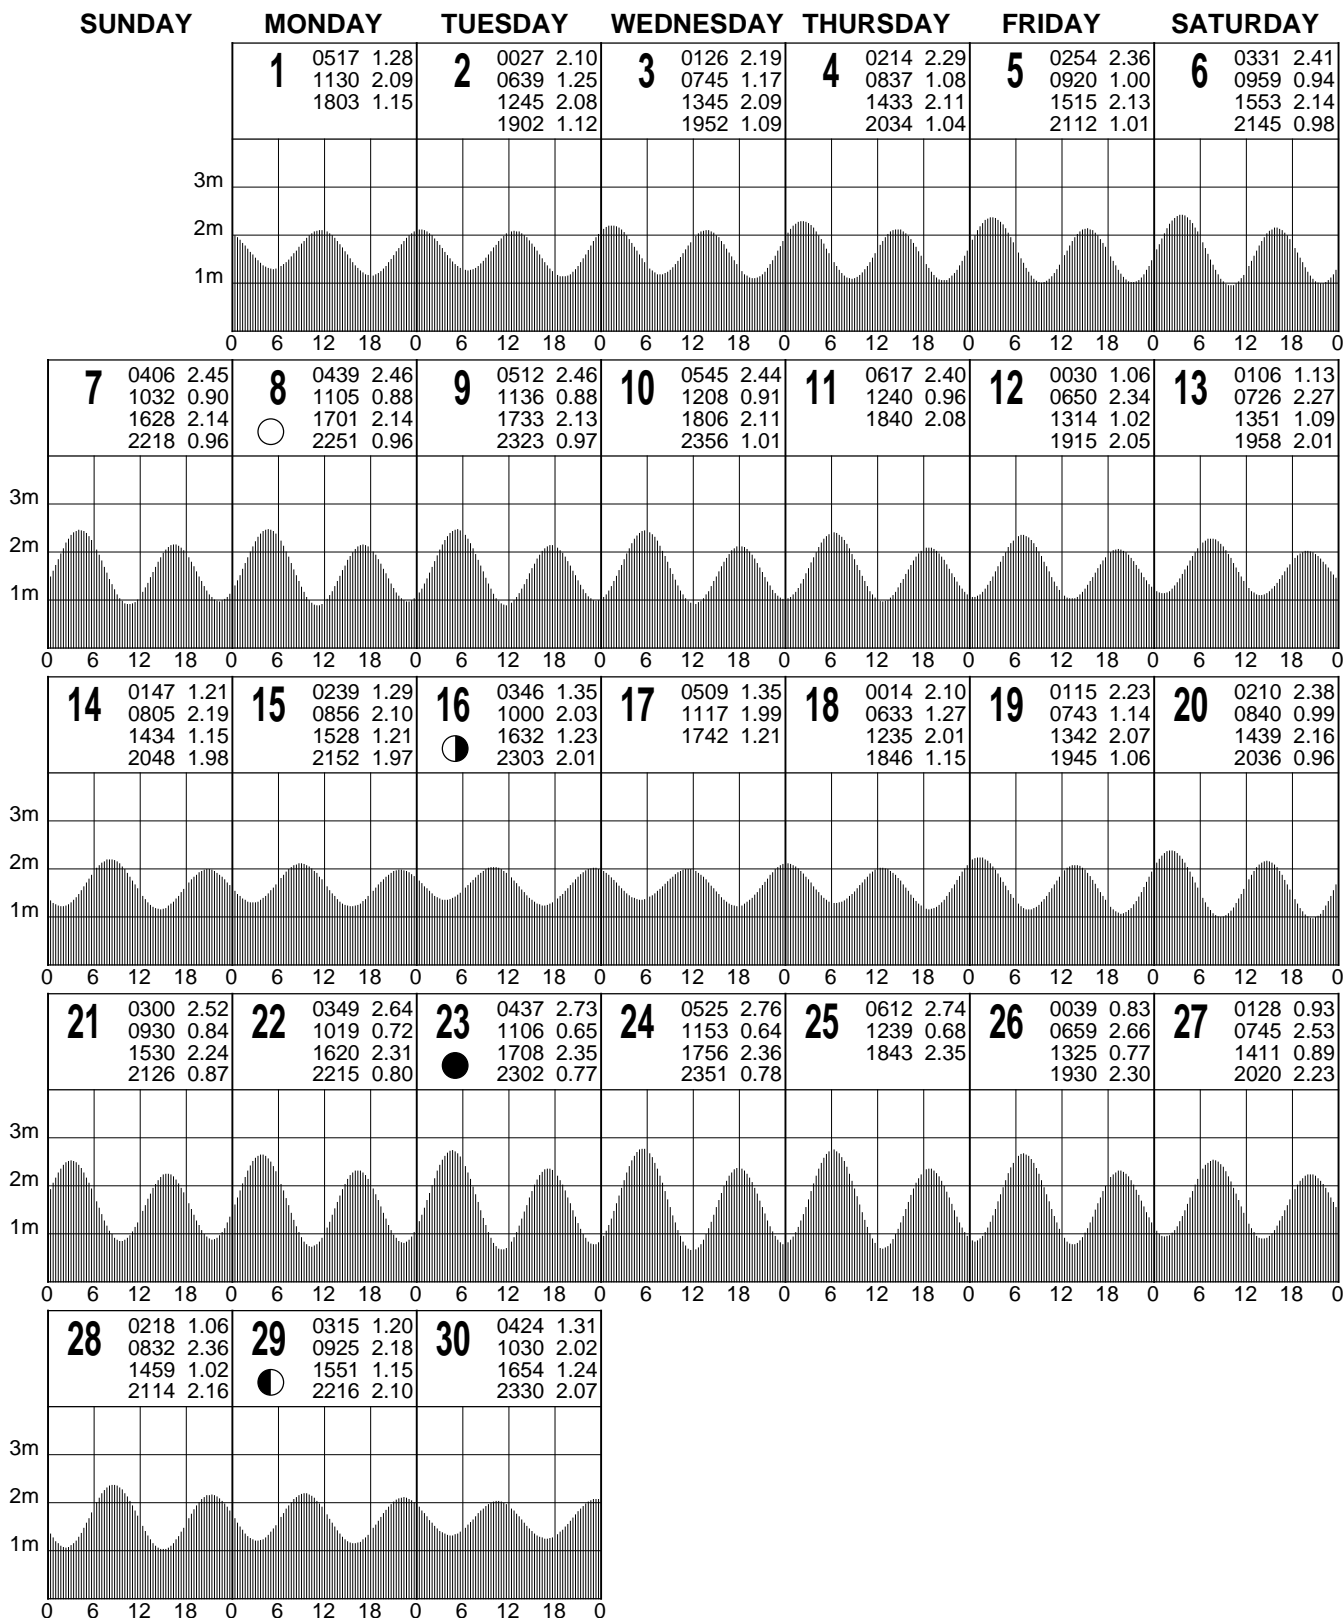 SUNDAY MONDAY TUESDAY WEDNESDAY THURSDAY FRIDAY SATURDAY
1 0517 1.28
1130 2.09
1803 1.15
2 0027 2.10
0639 1.25
1245 2.08
1902 1.12
3 0126 2.19
0745 1.17
1345 2.09
1952 1.09
4 0214 2.29
0837 1.08
1433 2.11
2034 1.04
5 0254 2.36
0920 1.00
1515 2.13
2112 1.01
6 0331 2.41
0959 0.94
1553 2.14
2145 0.98
3m
2m
1m
0 6 12 18 0 6 12 18 0 6 12 18 0 6 12 18 0 6 12 18 0 6 12 18 0
7 0406 2.45
1032 0.90
1628 2.14
2218 0.96
8 0439 2.46
1105 0.88
1701 2.14
2251 0.96
9 0512 2.46
1136 0.88
1733 2.13
2323 0.97
10 0545 2.44
1208 0.91
1806 2.11
2356 1.01
11 0617 2.40
1240 0.96
1840 2.08
12 0030 1.06
0650 2.34
1314 1.02
1915 2.05
13 0106 1.13
0726 2.27
1351 1.09
1958 2.01
3m
2m
1m
0 6 12 18 0 6 12 18 0 6 12 18 0 6 12 18 0 6 12 18 0 6 12 18 0 6 12 18 0
14 0147 1.21
0805 2.19
1434 1.15
2048 1.98
15 0239 1.29
0856 2.10
1528 1.21
2152 1.97
16 0346 1.35
1000 2.03
1632 1.23
2303 2.01
17 0509 1.35
1117 1.99
1742 1.21
18 0014 2.10
0633 1.27
1235 2.01
1846 1.15
19 0115 2.23
0743 1.14
1342 2.07
1945 1.06
20 0210 2.38
0840 0.99
1439 2.16
2036 0.96
3m
2m
1m
0 6 12 18 0 6 12 18 0 6 12 18 0 6 12 18 0 6 12 18 0 6 12 18 0 6 12 18 0
21 0300 2.52
0930 0.84
1530 2.24
2126 0.87
22 0349 2.64
1019 0.72
1620 2.31
2215 0.80
23 0437 2.73
1106 0.65
1708 2.35
2302 0.77
24 0525 2.76
1153 0.64
1756 2.36
2351 0.78
25 0612 2.74
1239 0.68
1843 2.35
26 0039 0.83
0659 2.66
1325 0.77
1930 2.30
27 0128 0.93
0745 2.53
1411 0.89
2020 2.23
3m
2m
1m
0 6 12 18 0 6 12 18 0 6 12 18 0 6 12 18 0 6 12 18 0 6 12 18 0 6 12 18 0
28 0218 1.06
0832 2.36
1459 1.02
2114 2.16
29 0315 1.20
0925 2.18
1551 1.15
2216 2.10
30 0424 1.31
1030 2.02
1654 1.24
2330 2.07
3m
2m
1m
0 6 12 18 0 6 12 18 0 6 12 18 0